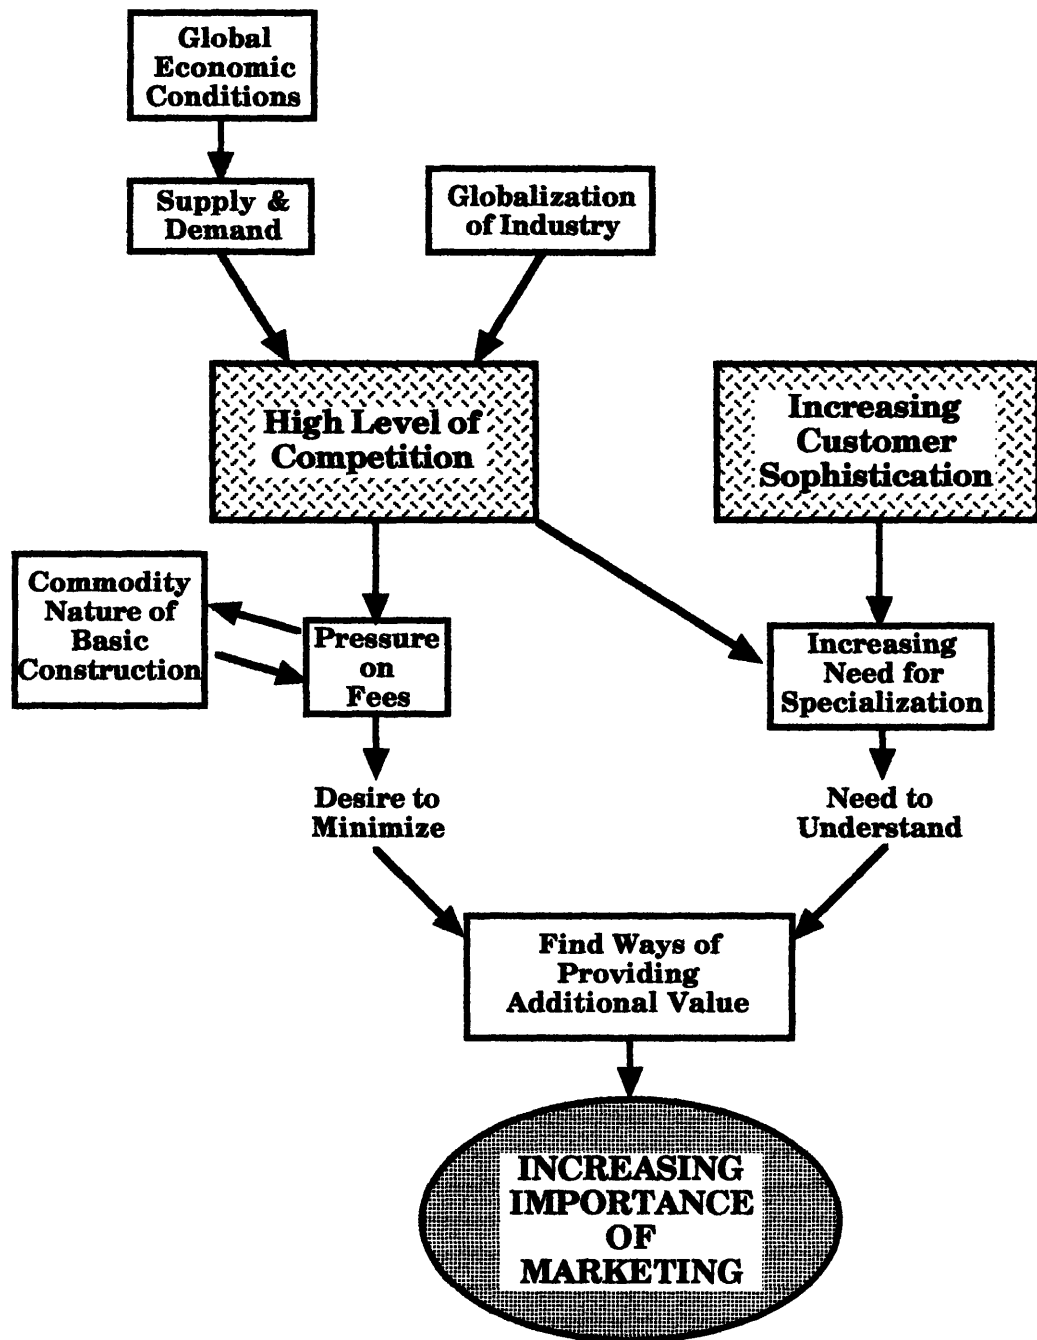 Global
Economic
Conditions
Supply &
Demand
Globalization
of Industry
High Level of
Competition
Increasing
Customer
Sophistication
Commodity
Nature of
Basic
Construction
Pressure
on
Fees
Increasing
Need for
Specialization
Desire to
Minimize
Need to
Understand
Find Ways of
Providing
Additional Value
INCREASING
IMPORTANCE
OF
MARKETING